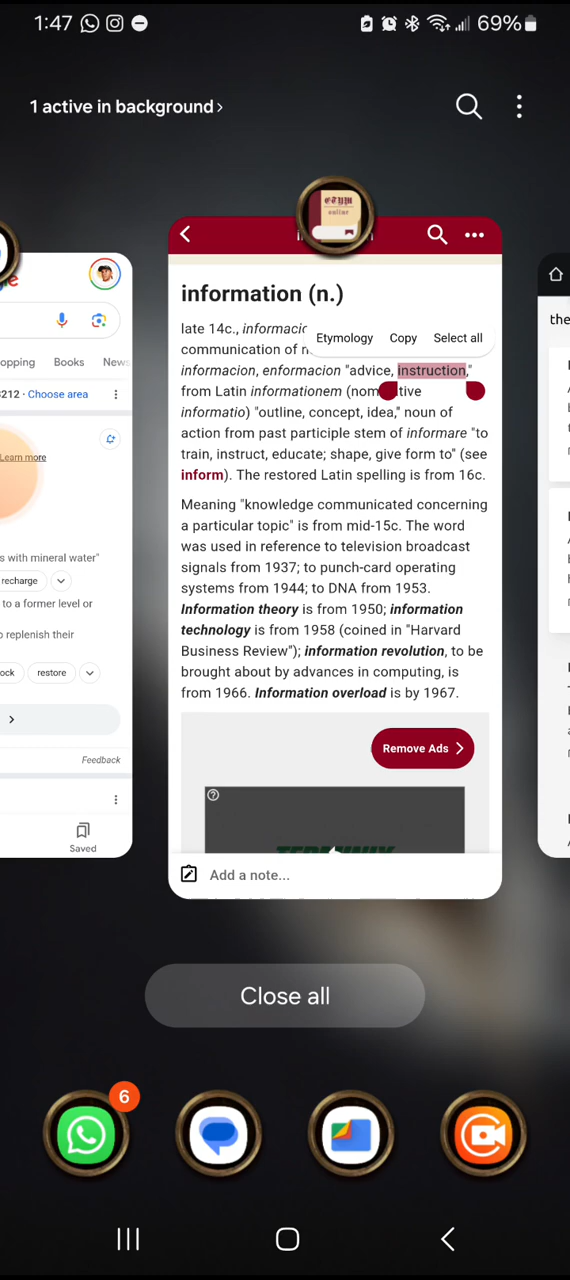 1:47
69%
1 active in background >
information (n.)
late 14c.,
Etymology Copy Select all
communication of
informacion, enformacion "advice, instruction,"
from Latin informationem
informatio) "outline, concept, idea," noun of
action from past participle stem of informare "to
train, instruct, educate; shape, give form to" (see
inform). The restored Latin spelling is from 16c.
Meaning "knowledge communicated concerning
a particular topic" is from mid-15c. The word
was used in reference to television broadcast
signals from 1937; to punch-card operating
systems from 1944; to DNA from 1953.
Information theory is from 1950; information
technology is from 1958 (coined in "Harvard
Business Review"); information revolution, to be
brought about by advances in computing, is
from 1966. Information overload is by 1967.
Remove Ads >
Add a note...
Books
3212 · Choose area
Learn more
s with mineral water"
recharge
to a former level or
replenish their
restore
Feedback
Saved
the
Close all
6